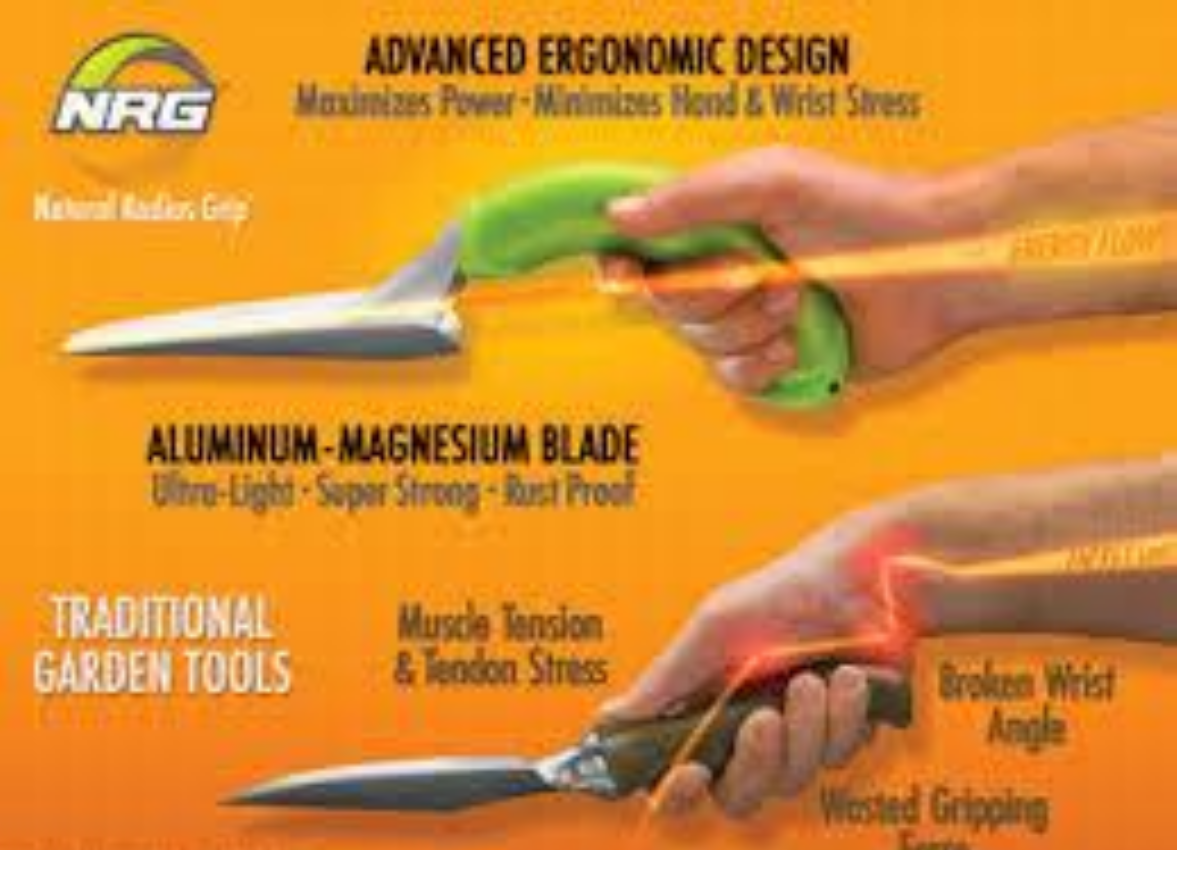 NRG
ADVANCED ERGONOMIC DESIGN
Maximizes Power · Minimizes Hand & Wrist Stress
Natural Radius Grip
ENERGY FLOW
ALUMINUM-MAGNESIUM BLADE
Ultra-Light · Super Strong · Rust Proof
TRADITIONAL
GARDEN TOOLS
Muscle Tension
& Tendon Stress
Broken Wrist
Angle
Wasted Gripping